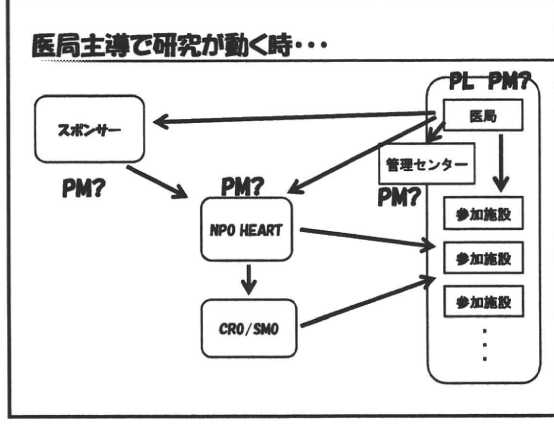 医局主導で研究が動く時・・・
PL PM?
スポンサー
医局
管理センター
PM?
PM?
PM?
NPO HEART
参加施設
参加施設
参加施設
CRO/SMO